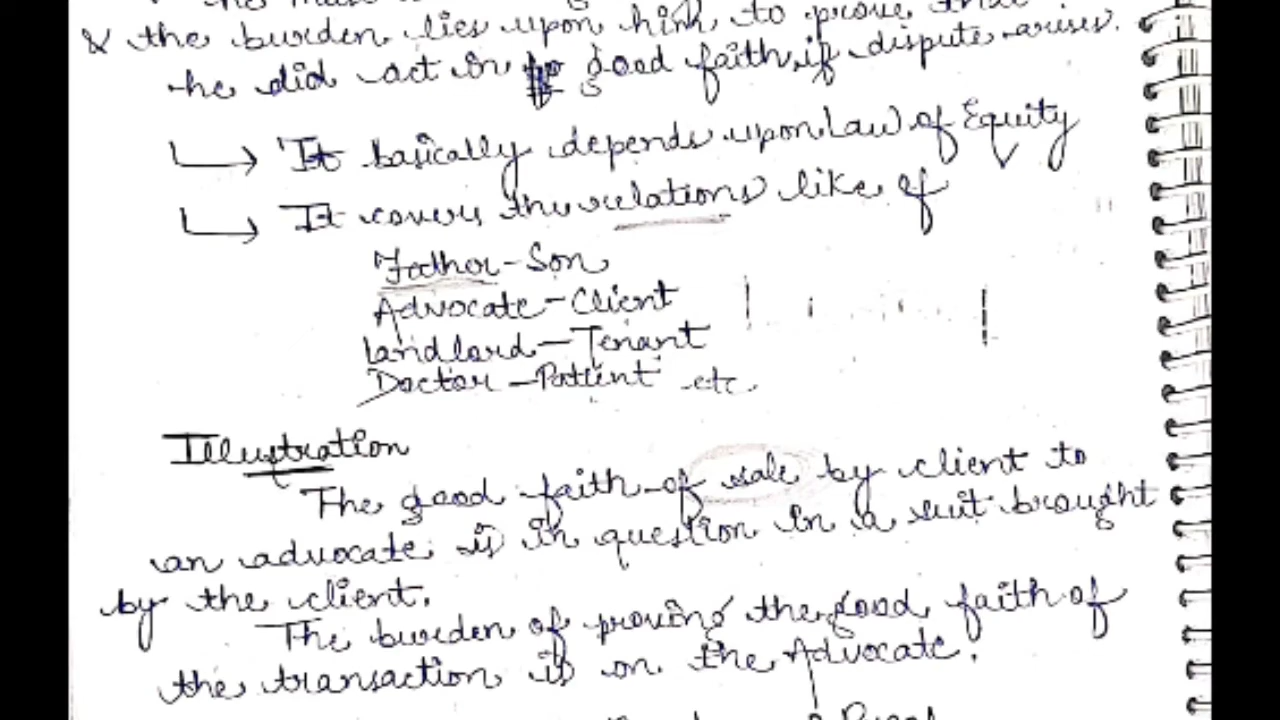 & the burden lies upon him to prove that
he did act in good faith, if dispute arises.
It basically depends upon law of Equity
It covers the relations like of
Father - Son
Advocate - Client
Landlord - Tenant
Doctor - Patient etc.
Illustration
The good faith of sale by client to
an advocate is in question in a suit brought
by the client.
The burden of proving the good faith of
the transaction is on the Advocate.